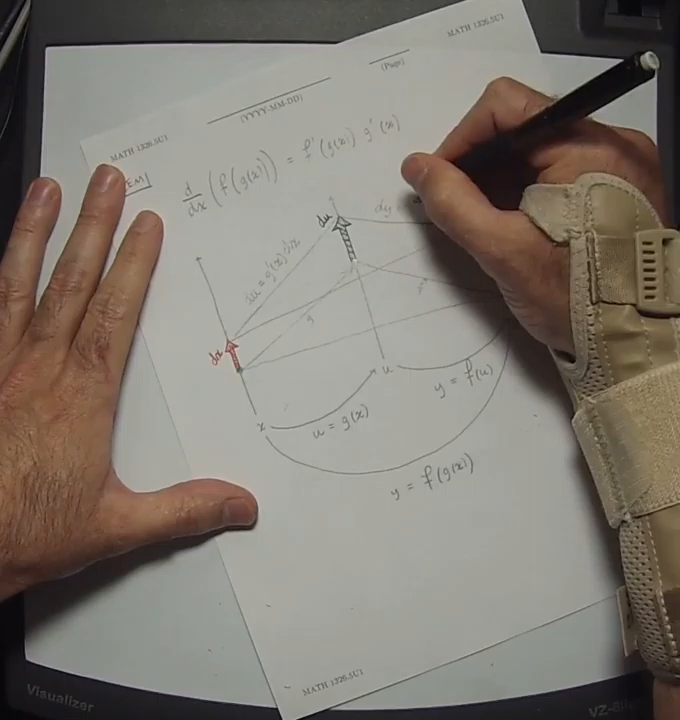 MATH 1326.SU1
(Page)
(YYYY-MM-DD)
MATH 1326.SU1
d/dx (f(g(x))) = f'(g(x)) g'(x)
du
dy
du = g'(x) dx
g
dx
x
u
u = g(x)
y = f(u)
y = f(g(x))
MATH 1326.SU1
Visualizer